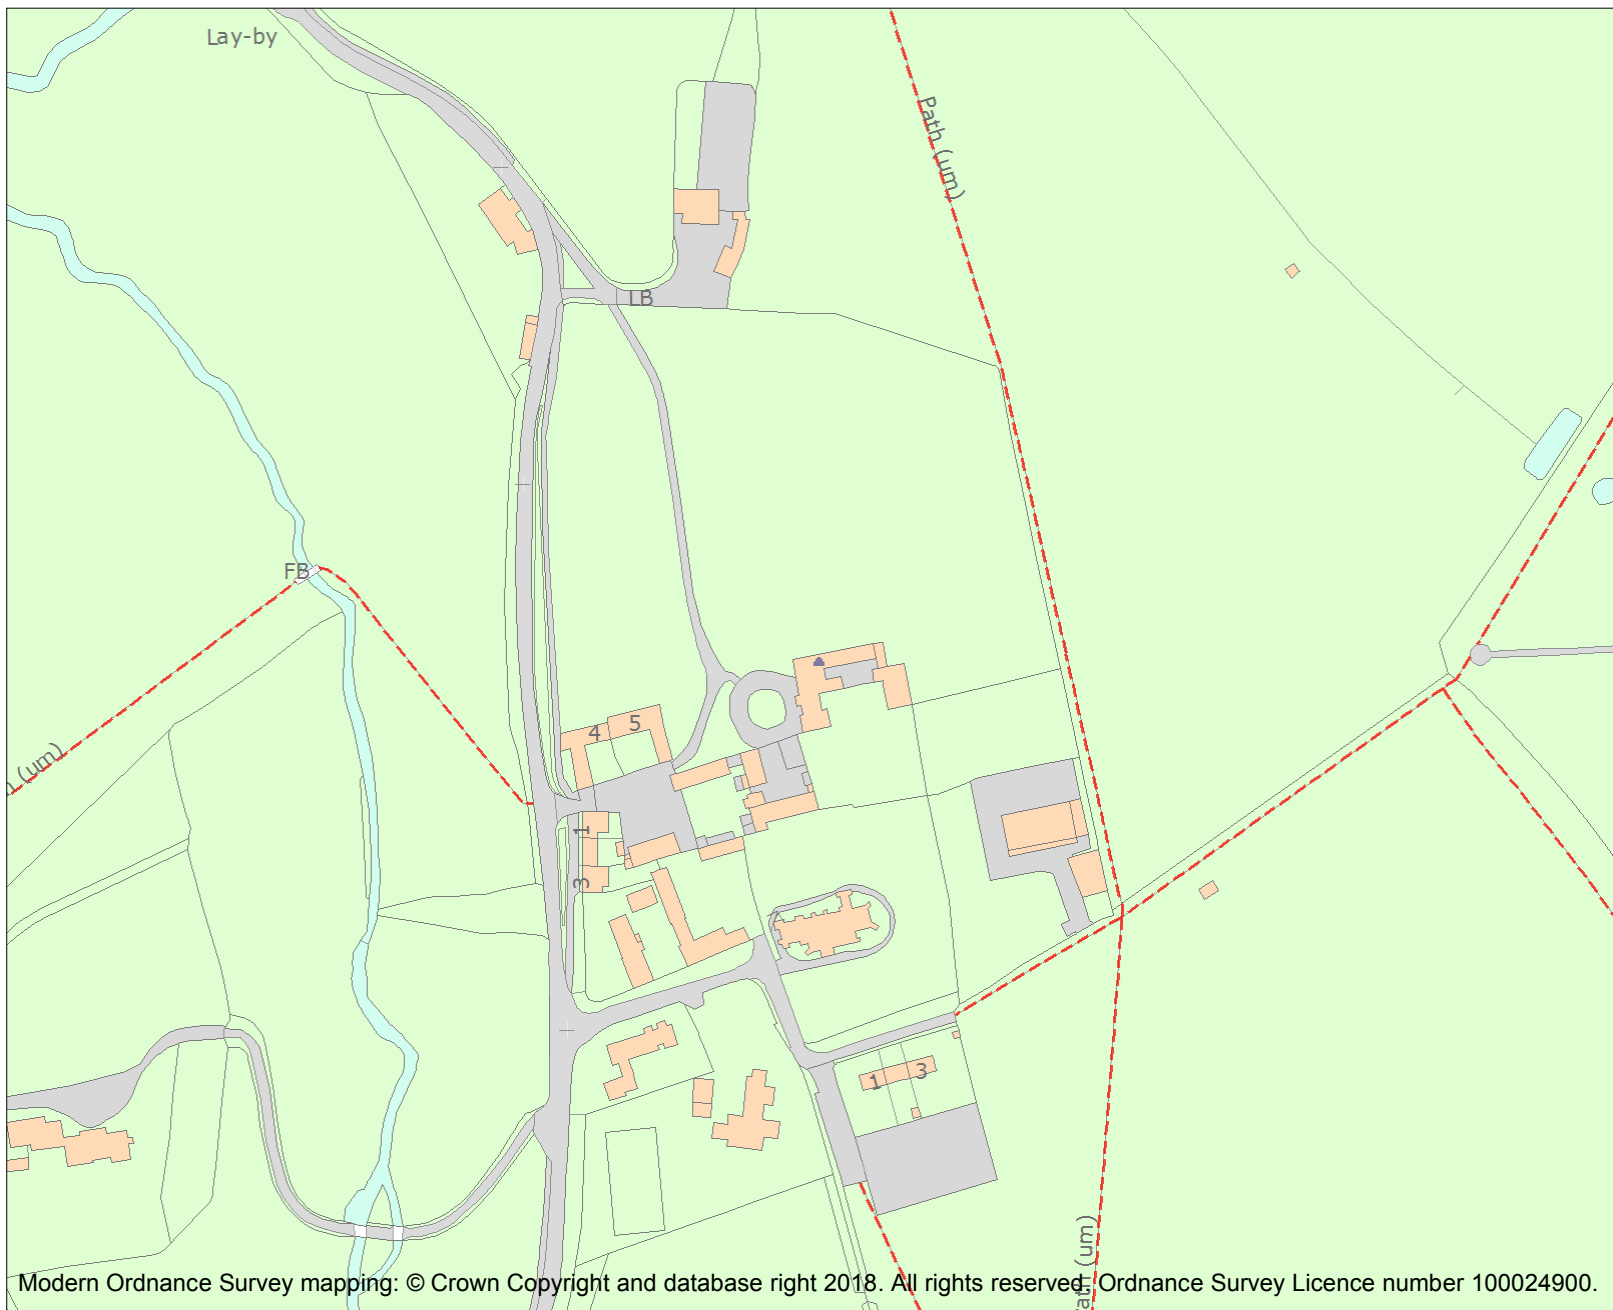 Lay-by
Path (um)
LB
FB
(um)
4
5
1
3
1
3
Path (um)
Modern Ordnance Survey mapping: © Crown Copyright and database right 2018. All rights reserved. Ordnance Survey Licence number 100024900.